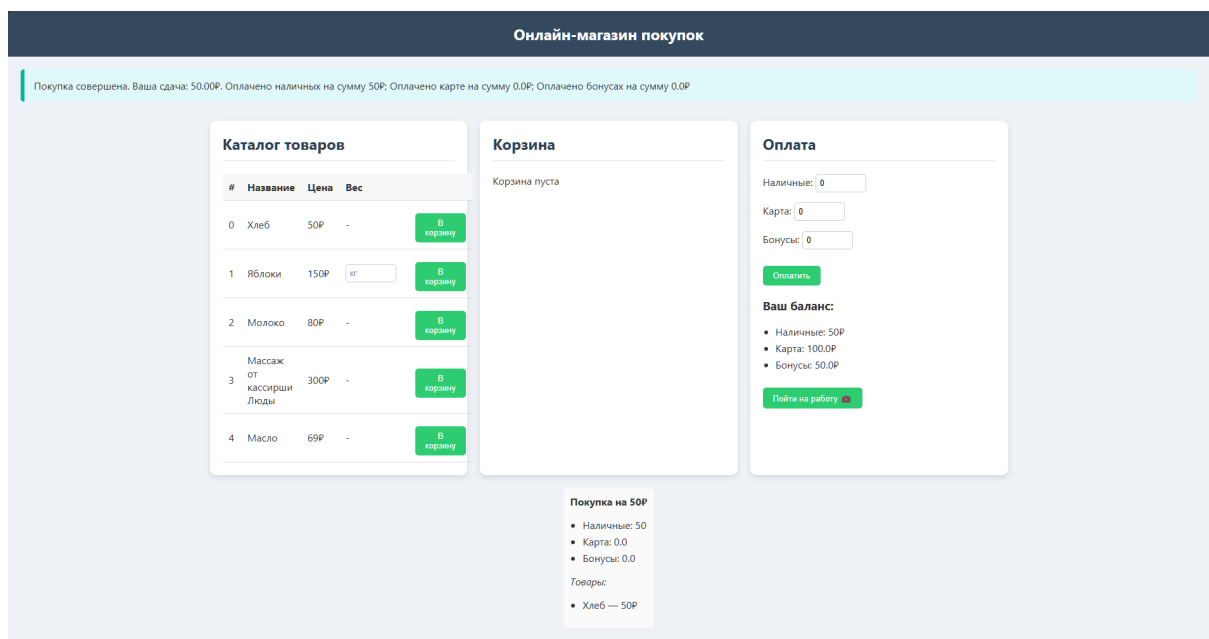 Онлайн-магазин покупок
Покупка совершена. Ваша сдача: 50.00₽. Оплачено наличных на сумму 50₽; Оплачено карте на сумму 0.0₽; Оплачено бонусах на сумму 0.0₽
Каталог товаров
# Название Цена Вес
0 Хлеб 50₽ - В корзину
1 Яблоки 150₽ кг В корзину
2 Молоко 80₽ - В корзину
3 Массаж от кассирши Люды 300₽ - В корзину
4 Масло 69₽ - В корзину
Корзина
Корзина пуста
Оплата
Наличные: 0
Карта: 0
Бонусы: 0
Оплатить
Ваш баланс:
Наличные: 50₽
Карта: 100.0₽
Бонусы: 50.0₽
Пойти на работу
Покупка на 50₽
Наличные: 50
Карта: 0.0
Бонусы: 0.0
Товары:
Хлеб — 50₽